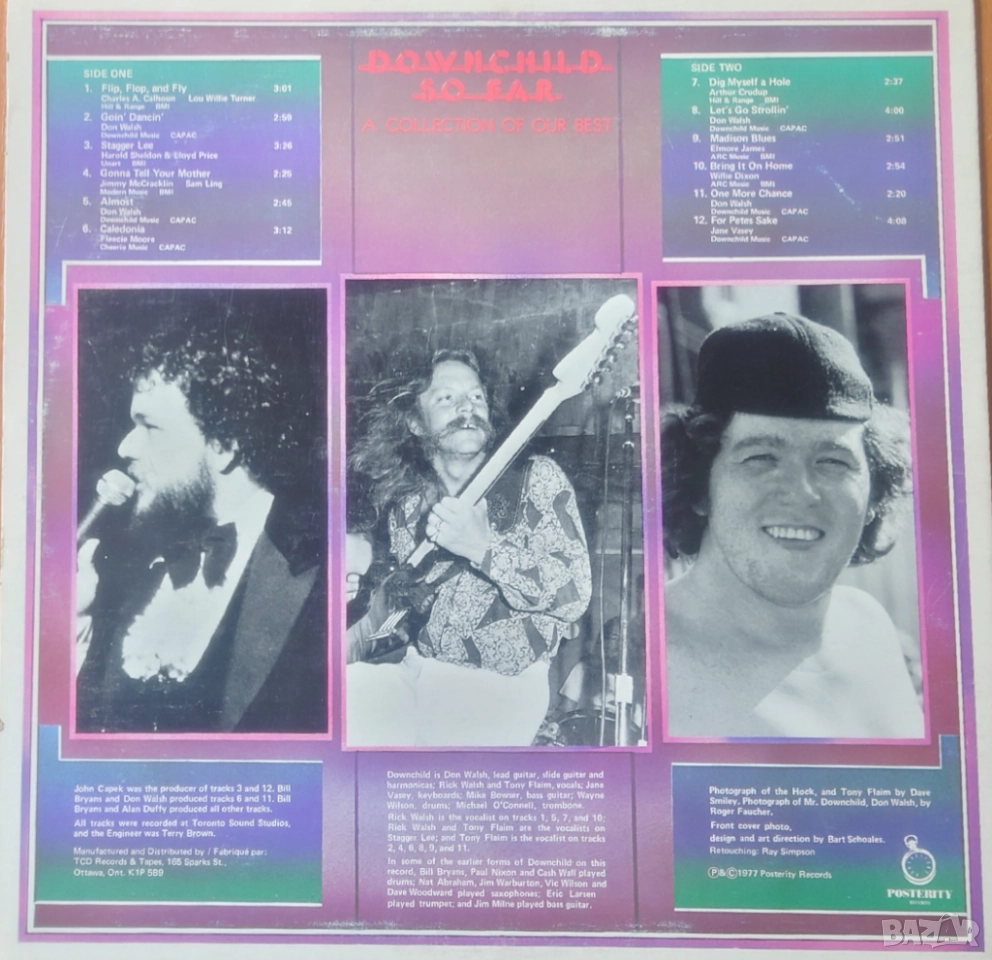 DOWNCHILD
SO FAR
A COLLECTION OF OUR BEST
SIDE ONE
1. Flip, Flop, and Fly 3:01
Charles A. Calhoun Lou Willie Turner
Hill & Range BMI
2. Goin' Dancin' 2:59
Don Walsh
Downchild Music CAPAC
3. Stagger Lee 3:26
Harold Sheldon & Lloyd Price
Unart BMI
4. Gonna Tell Your Mother 2:25
Jimmy McCracklin Sam Ling
Modern Music BMI
5. Almost 2:45
Don Walsh
Downchild Music CAPAC
6. Caledonia 3:12
Fleecie Moore
Cheerio Music CAPAC
SIDE TWO
7. Dig Myself a Hole 2:37
Arthur Crudup
Hill & Range BMI
8. Let's Go Strollin' 4:00
Don Walsh
Downchild Music CAPAC
9. Madison Blues 2:51
Elmore James
ARC Music BMI
10. Bring It On Home 2:54
Willie Dixon
ARC Music BMI
11. One More Chance 2:20
Don Walsh
Downchild Music CAPAC
12. For Petes Sake 4:08
Jane Vasey
Downchild Music CAPAC
John Capek was the producer of tracks 3 and 12. Bill
Bryans and Don Walsh produced tracks 6 and 11. Bill
Bryans and Alan Duffy produced all other tracks.
All tracks were recorded at Toronto Sound Studios,
and the Engineer was Terry Brown.
Manufactured and Distributed by / Fabriqué par:
TCD Records & Tapes, 165 Sparks St.,
Ottawa, Ont. K1P 5B9
Downchild is Don Walsh, lead guitar, slide guitar and
harmonicas; Rick Walsh and Tony Flaim, vocals; Jane
Vasey, keyboards; Mike Bowner, bass guitar; Wayne
Wilson, drums; Michael O'Connell, trombone.
Rick Walsh is the vocalist on tracks 1, 5, 7, and 10;
Rick Walsh and Tony Flaim are the vocalists on
Stagger Lee; and Tony Flaim is the vocalist on tracks
2, 4, 6, 8, 9, and 11.
In some of the earlier forms of Downchild on this
record, Bill Bryans, Paul Nixon and Cash Wall played
drums; Nat Abraham, Jim Warburton, Vic Wilson and
Dave Woodward played saxophones; Eric Larsen
played trumpet; and Jim Milne played bass guitar.
Photograph of the Hock, and Tony Flaim by Dave
Smiley, Photograph of Mr. Downchild, Don Walsh, by
Roger Faucher.
Front cover photo,
design and art direction by Bart Schoales.
Retouching: Ray Simpson
Ⓟ&© 1977 Posterity Records
POSTERITY
RECORDS
BAZAR